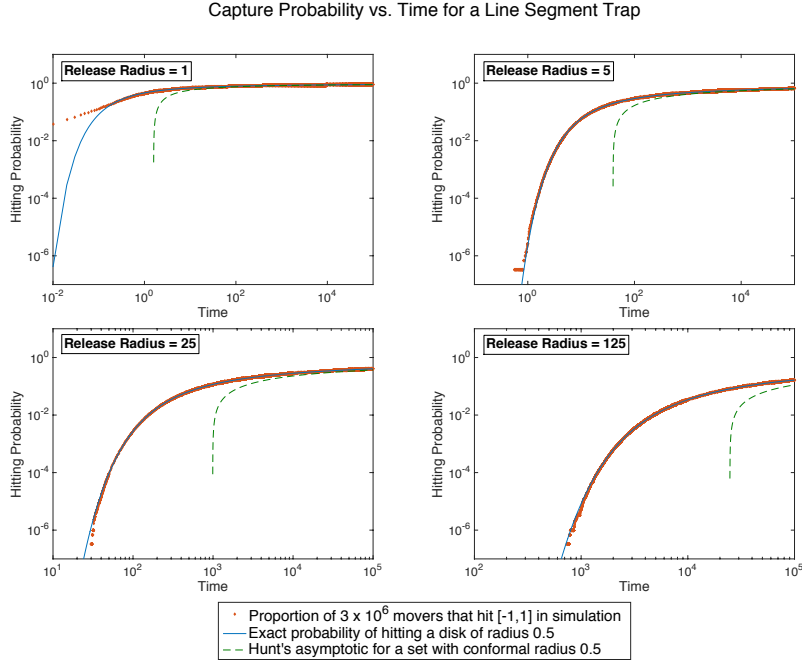 Capture Probability vs. Time for a Line Segment Trap
Release Radius = 1
Hitting Probability
10^0
10^-2
10^-4
10^-6
10^-2 10^0 10^2 10^4
Time
Release Radius = 5
Hitting Probability
10^0
10^-2
10^-4
10^-6
10^0 10^2 10^4
Time
Release Radius = 25
Hitting Probability
10^0
10^-2
10^-4
10^-6
10^1 10^2 10^3 10^4 10^5
Time
Release Radius = 125
Hitting Probability
10^0
10^-2
10^-4
10^-6
10^2 10^3 10^4 10^5
Time
Proportion of 3 x 10^6 movers that hit [-1,1] in simulation
Exact probability of hitting a disk of radius 0.5
Hunt's asymptotic for a set with conformal radius 0.5